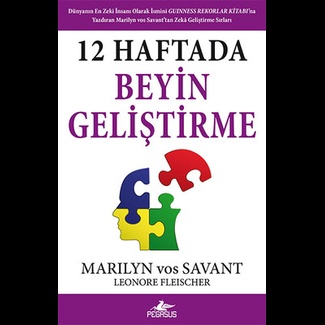 Dünyanın En Zeki İnsanı Olarak İsmini GUINNESS REKORLAR KİTABI'na
Yazdıran Marilyn vos Savant'tan Zekâ Geliştirme Sırları
12 HAFTADA
BEYİN
GELİŞTİRME
MARILYN vos SAVANT
LEONORE FLEISCHER
PEGASUS